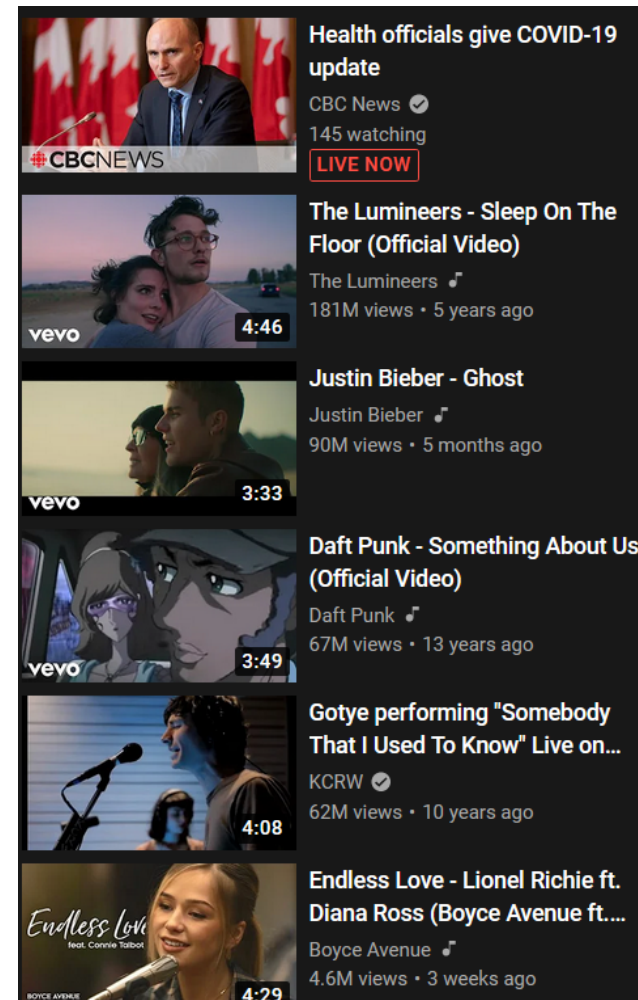 Health officials give COVID-19
update
CBC News
145 watching
LIVE NOW
CBCNEWS
The Lumineers - Sleep On The
Floor (Official Video)
The Lumineers
181M views • 5 years ago
vevo
4:46
Justin Bieber - Ghost
Justin Bieber
90M views • 5 months ago
vevo
3:33
Daft Punk - Something About Us
(Official Video)
Daft Punk
67M views • 13 years ago
vevo
3:49
Gotye performing "Somebody
That I Used To Know" Live on...
KCRW
62M views • 10 years ago
4:08
Endless Love - Lionel Richie ft.
Diana Ross (Boyce Avenue ft....
Boyce Avenue
4.6M views • 3 weeks ago
Endless Love
feat. Connie Talbot
BOYCE AVENUE
4:29